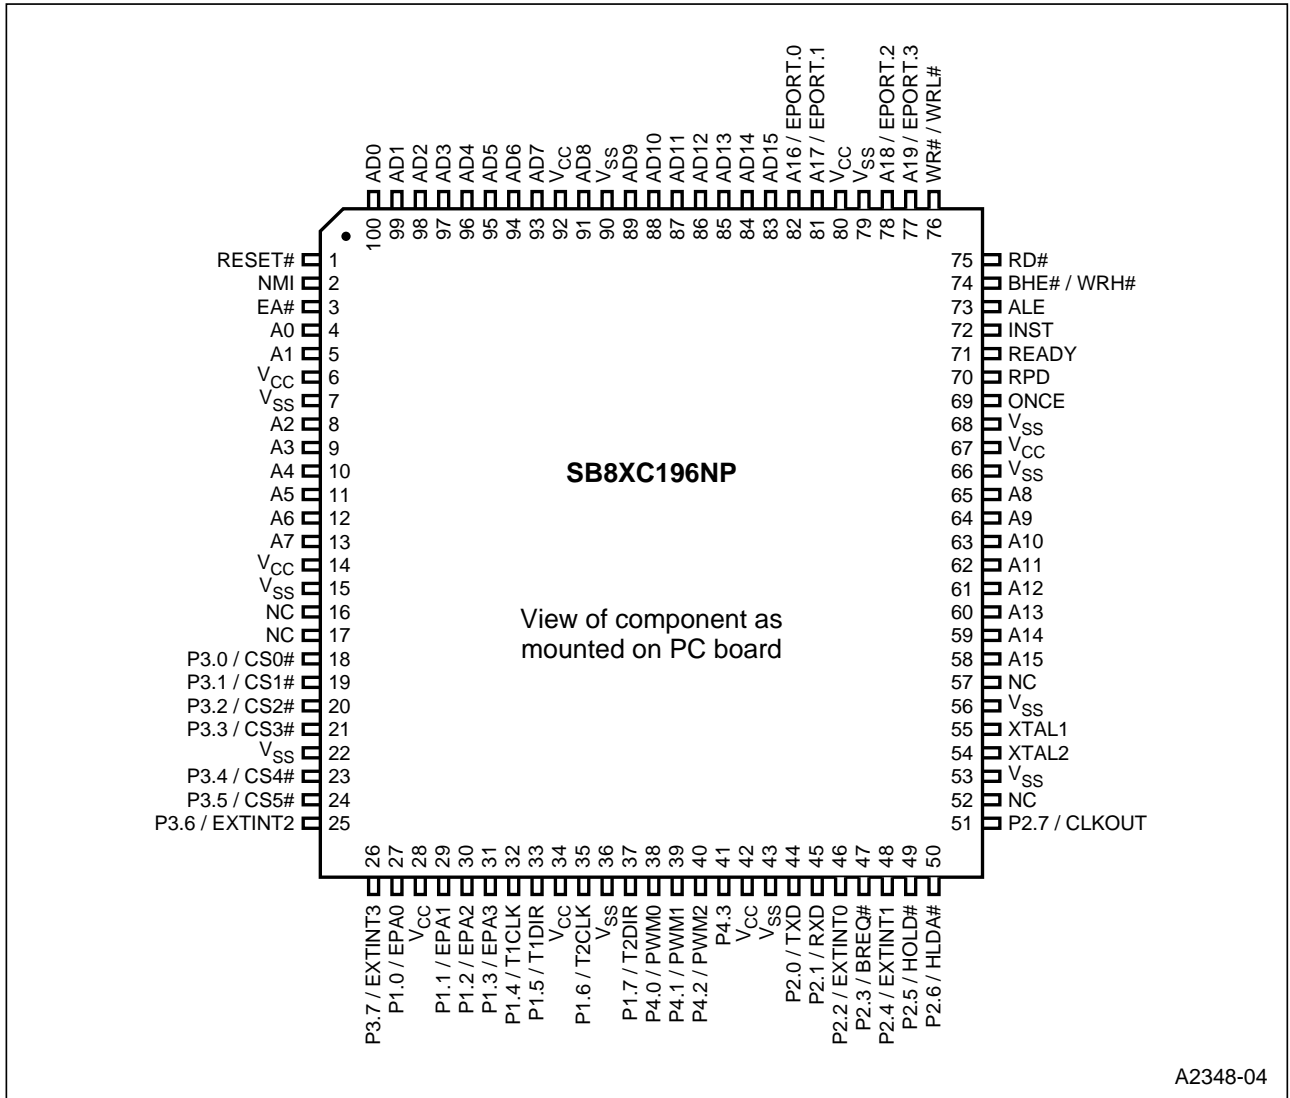 AD0
AD1
AD2
AD3
AD4
AD5
AD6
AD7
VCC
AD8
VSS
AD9
AD10
AD11
AD12
AD13
AD14
AD15
A16 / EPORT.0
A17 / EPORT.1
VCC
VSS
A18 / EPORT.2
A19 / EPORT.3
WR# / WRL#
100
99
98
97
96
95
94
93
92
91
90
89
88
87
86
85
84
83
82
81
80
79
78
77
76
RESET# 1
NMI 2
EA# 3
A0 4
A1 5
VCC 6
VSS 7
A2 8
A3 9
A4 10
A5 11
A6 12
A7 13
VCC 14
VSS 15
NC 16
NC 17
P3.0 / CS0# 18
P3.1 / CS1# 19
P3.2 / CS2# 20
P3.3 / CS3# 21
VSS 22
P3.4 / CS4# 23
P3.5 / CS5# 24
P3.6 / EXTINT2 25
SB8XC196NP
View of component as
mounted on PC board
75 RD#
74 BHE# / WRH#
73 ALE
72 INST
71 READY
70 RPD
69 ONCE
68 VSS
67 VCC
66 VSS
65 A8
64 A9
63 A10
62 A11
61 A12
60 A13
59 A14
58 A15
57 NC
56 VSS
55 XTAL1
54 XTAL2
53 VSS
52 NC
51 P2.7 / CLKOUT
26
27
28
29
30
31
32
33
34
35
36
37
38
39
40
41
42
43
44
45
46
47
48
49
50
P3.7 / EXTINT3
P1.0 / EPA0
VCC
P1.1 / EPA1
P1.2 / EPA2
P1.3 / EPA3
P1.4 / T1CLK
P1.5 / T1DIR
VCC
P1.6 / T2CLK
VSS
P1.7 / T2DIR
P4.0 / PWM0
P4.1 / PWM1
P4.2 / PWM2
P4.3
VCC
VSS
P2.0 / TXD
P2.1 / RXD
P2.2 / EXTINT0
P2.3 / BREQ#
P2.4 / EXTINT1
P2.5 / HOLD#
P2.6 / HLDA#
A2348-04